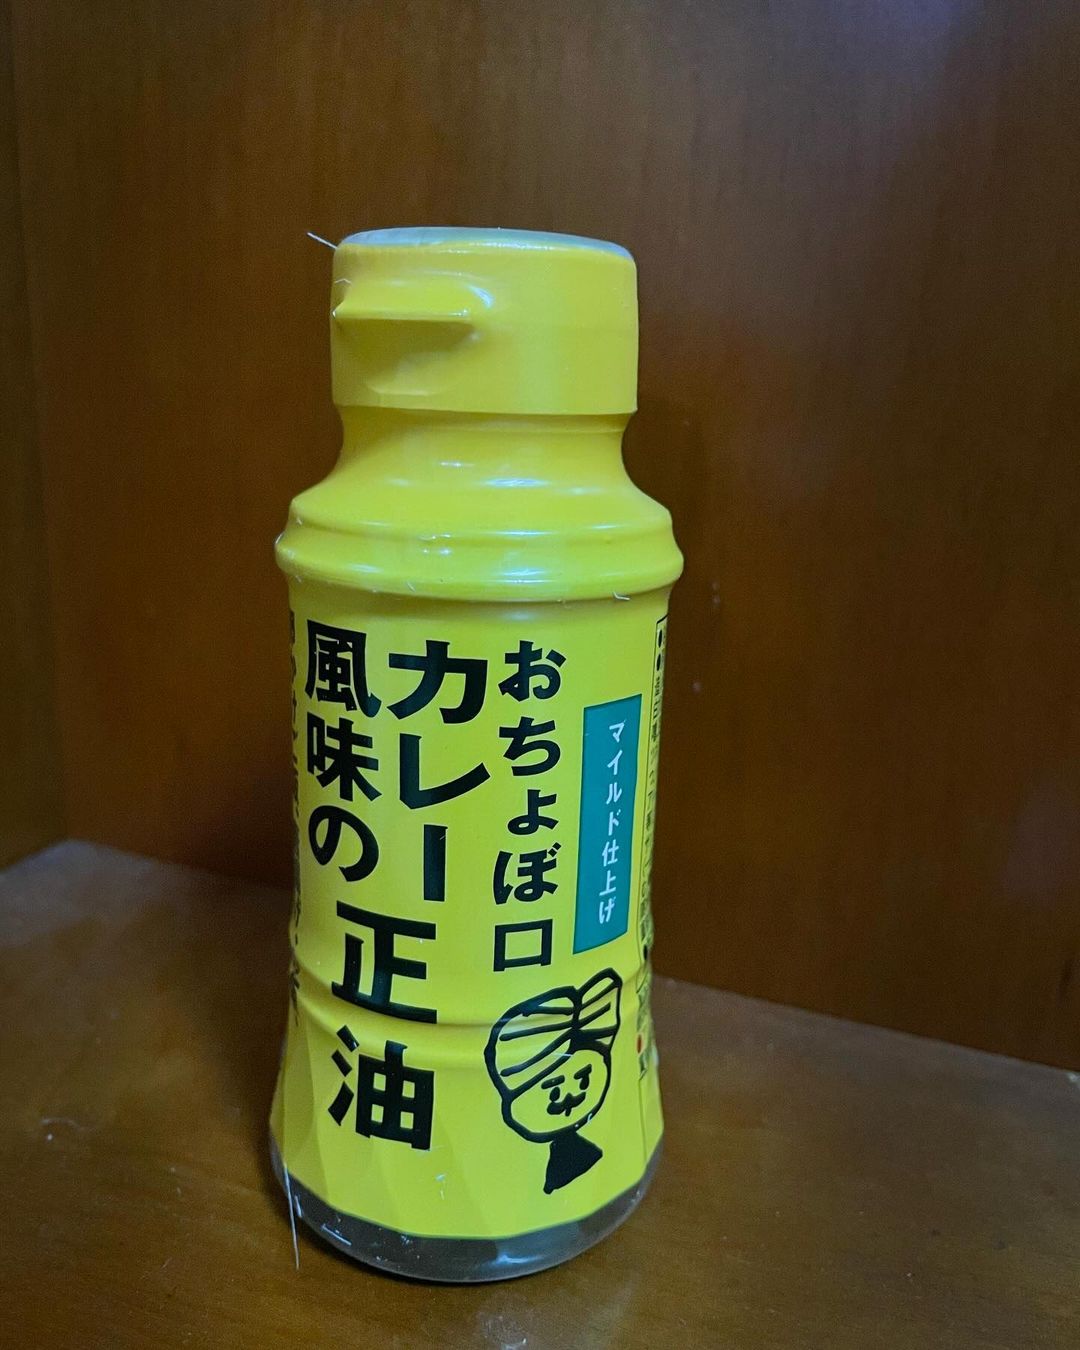 マイルド仕上げ
おちょぼ口
カレー
風味の
正油